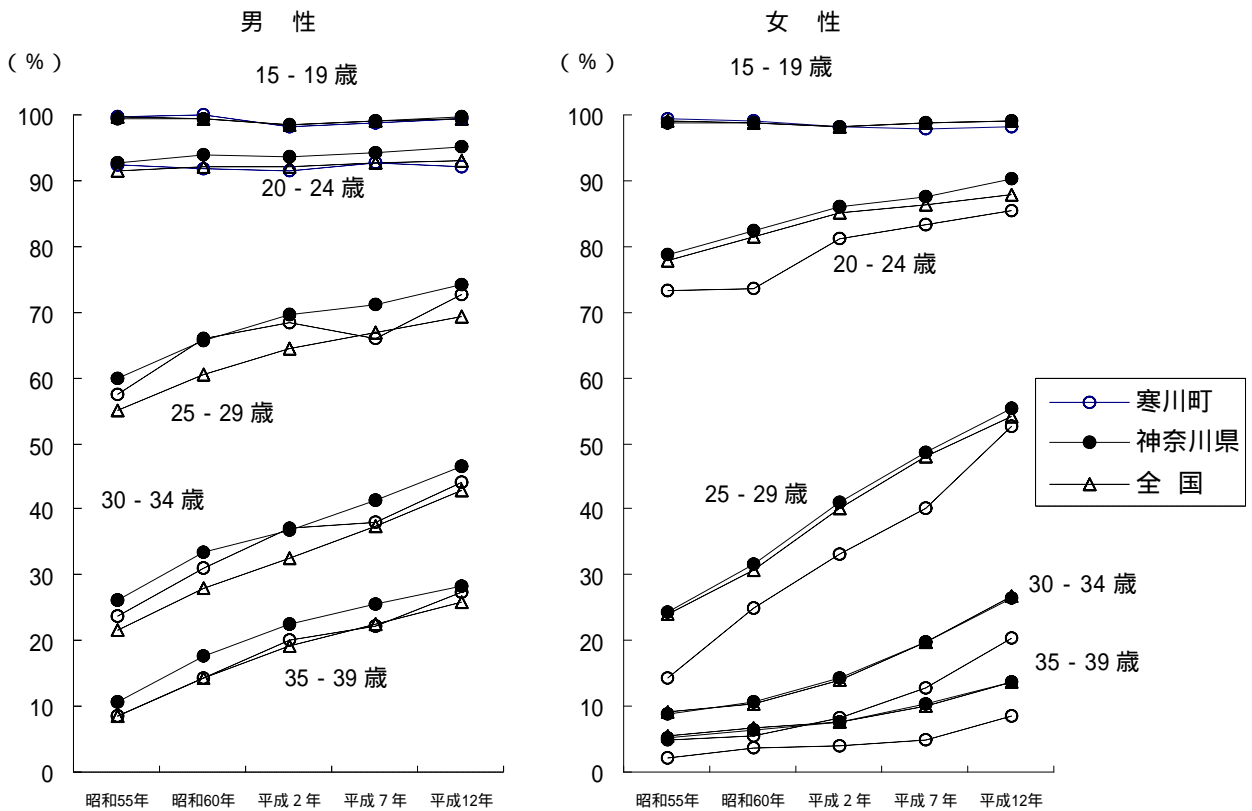 男 性
(%)
15 - 19 歳
100
90
20 - 24 歳
80
70
60
25 - 29 歳
50
30 - 34 歳
40
30
20
35 - 39 歳
10
0
昭和55年 昭和60年 平成 2 年 平成 7 年 平成12年
女 性
(%)
15 - 19 歳
100
90
80
20 - 24 歳
70
60
50
25 - 29 歳
40
30
30 - 34 歳
20
35 - 39 歳
10
0
昭和55年 昭和60年 平成 2 年 平成 7 年 平成12年
寒川町
神奈川県
全 国